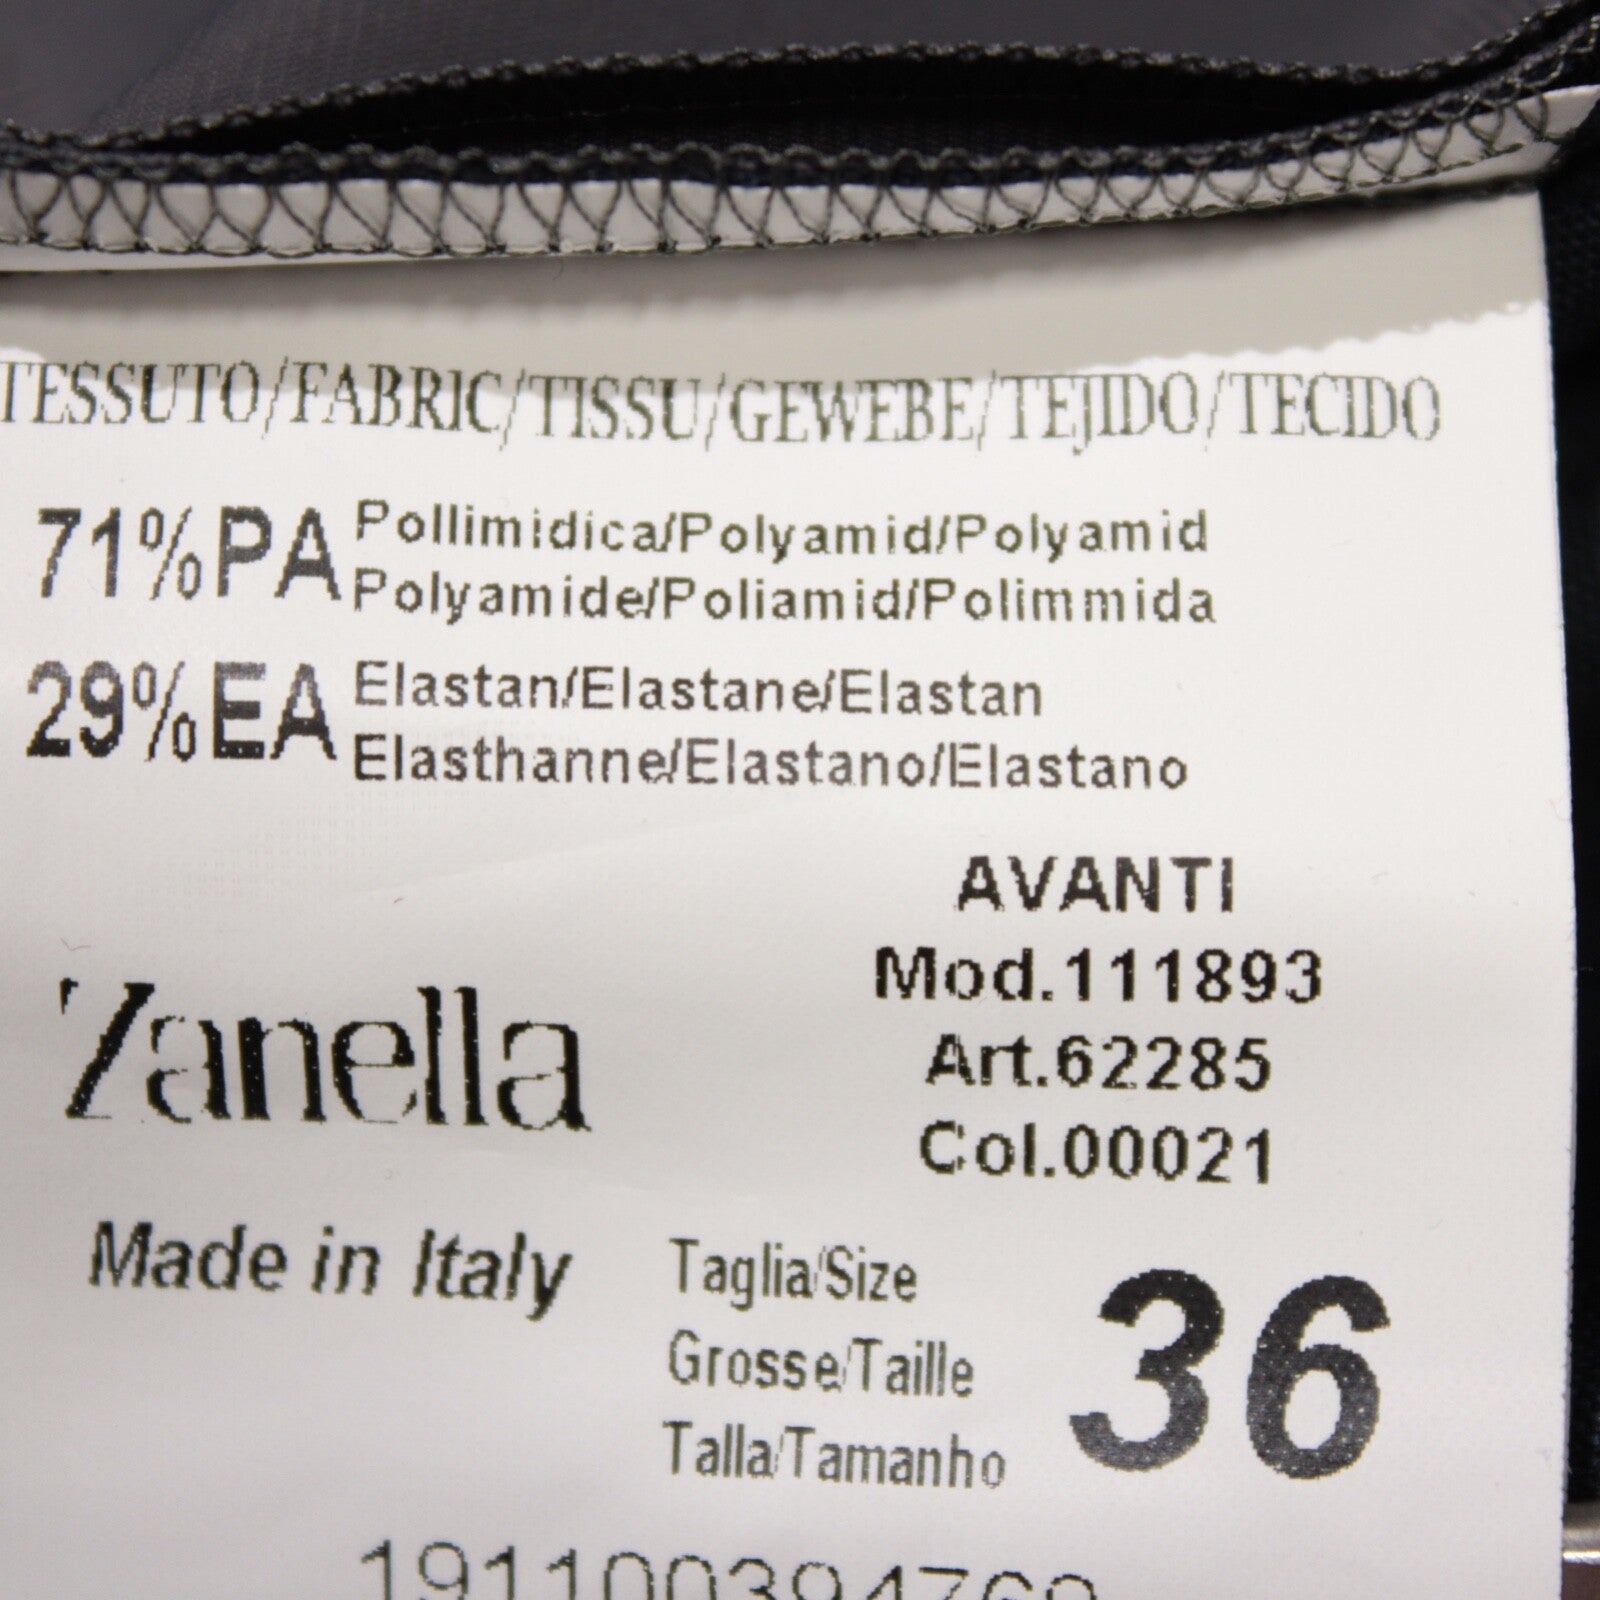 TESSUTO/FABRIC/TISSU/GEWEBE/TEJIDO/TECIDO
71%PA Pollimidica/Polyamid/Polyamid
Polyamide/Poliamid/Polimmida
29%EA Elastan/Elastane/Elastan
Elasthanne/Elastano/Elastano
AVANTI
Mod.111893
Art.62285
Col.00021
Zanella
Made in Italy
Taglia/Size
Grosse/Taille
Talla/Tamanho
36